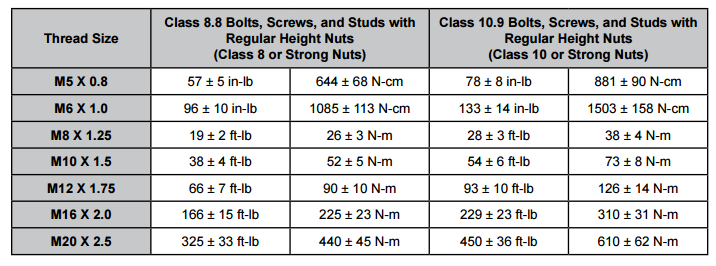 Thread Size
Class 8.8 Bolts, Screws, and Studs with
Regular Height Nuts
(Class 8 or Strong Nuts)
Class 10.9 Bolts, Screws, and Studs with
Regular Height Nuts
(Class 10 or Strong Nuts)
M5 X 0.8 57 ± 5 in-lb 644 ± 68 N-cm 78 ± 8 in-lb 881 ± 90 N-cm
M6 X 1.0 96 ± 10 in-lb 1085 ± 113 N-cm 133 ± 14 in-lb 1503 ± 158 N-cm
M8 X 1.25 19 ± 2 ft-lb 26 ± 3 N-m 28 ± 3 ft-lb 38 ± 4 N-m
M10 X 1.5 38 ± 4 ft-lb 52 ± 5 N-m 54 ± 6 ft-lb 73 ± 8 N-m
M12 X 1.75 66 ± 7 ft-lb 90 ± 10 N-m 93 ± 10 ft-lb 126 ± 14 N-m
M16 X 2.0 166 ± 15 ft-lb 225 ± 23 N-m 229 ± 23 ft-lb 310 ± 31 N-m
M20 X 2.5 325 ± 33 ft-lb 440 ± 45 N-m 450 ± 36 ft-lb 610 ± 62 N-m